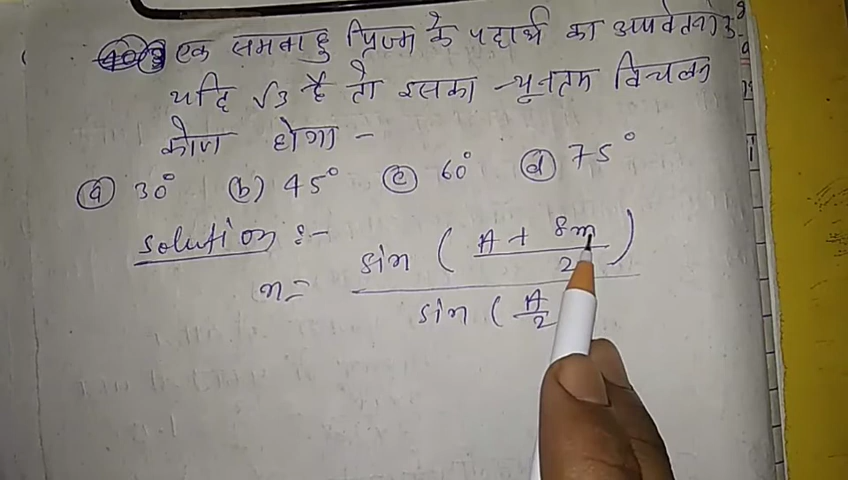 एक समबाहु प्रिज्म के पदार्थ का अपवर्तनांक
यदि √3 है तो इसका न्यूनतम विचलन
कोण होगा -
(a) 30° (b) 45° (c) 60° (d) 75°
Solution :-
n = sin ( A + δm / 2 ) / sin ( A / 2